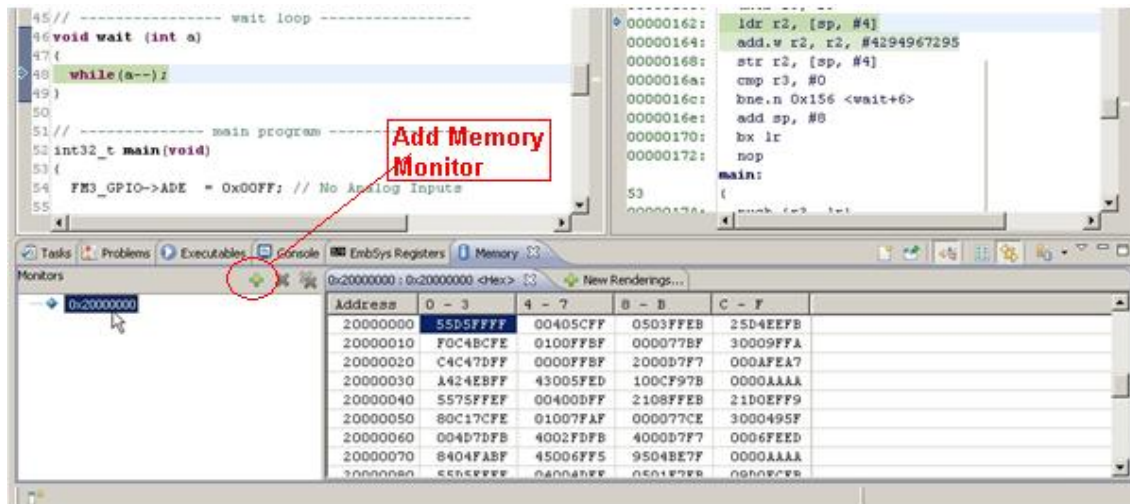 45// ---------------- wait loop -------------------
46 void wait (int a)
47 {
48 while(a--);
49 }
50
51// --------------- main program
52 int32_t main(void)
53 {
54 FM3_GPIO->ADE = 0x00FF; // No Analog Inputs
55
Add Memory
Monitor
00000162: ldr r2, [sp, #4]
00000164: add.w r2, r2, #4294967295
00000168: str r2, [sp, #4]
0000016a: cmp r3, #0
0000016c: bne.n 0x156 <wait+6>
0000016e: add sp, #8
00000170: bx lr
00000172: nop
main:
53 {
Tasks Problems Executables Console EmbSys Registers Memory
Monitors
0x20000000
0x20000000 : 0x20000000 <Hex> New Renderings...
Address 0 - 3 4 - 7 8 - B C - F
20000000 55D5FFFF 00405CFF 0503FFEB 25D4EEFB
20000010 F0C4BCFE 0100FFBF 000077BF 30009FFA
20000020 C4C47DFF 0000FFBF 2000D7F7 000AFEA7
20000030 A424EBFF 43005FED 100CF97B 0000AAAA
20000040 5575FFEF 00400DFF 2108FFEB 21D0EFF9
20000050 80C17CFE 01007FAF 000077CE 3000495F
20000060 004D7DFB 4002FDFB 4000D7F7 0006FEED
20000070 8404FABF 45006FF5 9504BE7F 0000AAAA